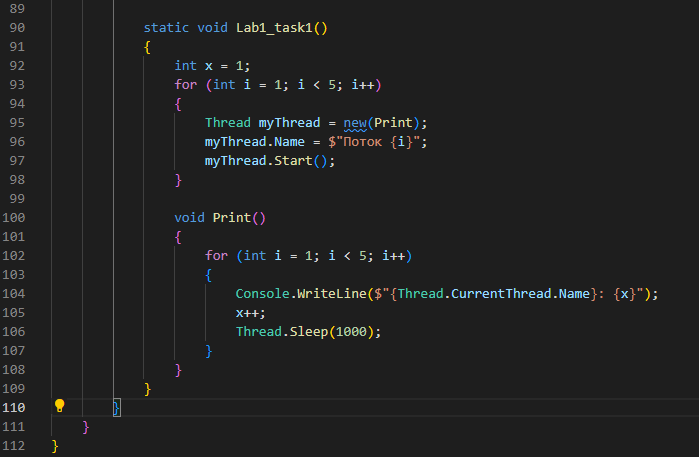 89
90 static void Lab1_task1()
91 {
92 int x = 1;
93 for (int i = 1; i < 5; i++)
94 {
95 Thread myThread = new(Print);
96 myThread.Name = $"Поток {i}";
97 myThread.Start();
98 }
99
100 void Print()
101 {
102 for (int i = 1; i < 5; i++)
103 {
104 Console.WriteLine($"{Thread.CurrentThread.Name}: {x}");
105 x++;
106 Thread.Sleep(1000);
107 }
108 }
109 }
110 }
111 }
112 }